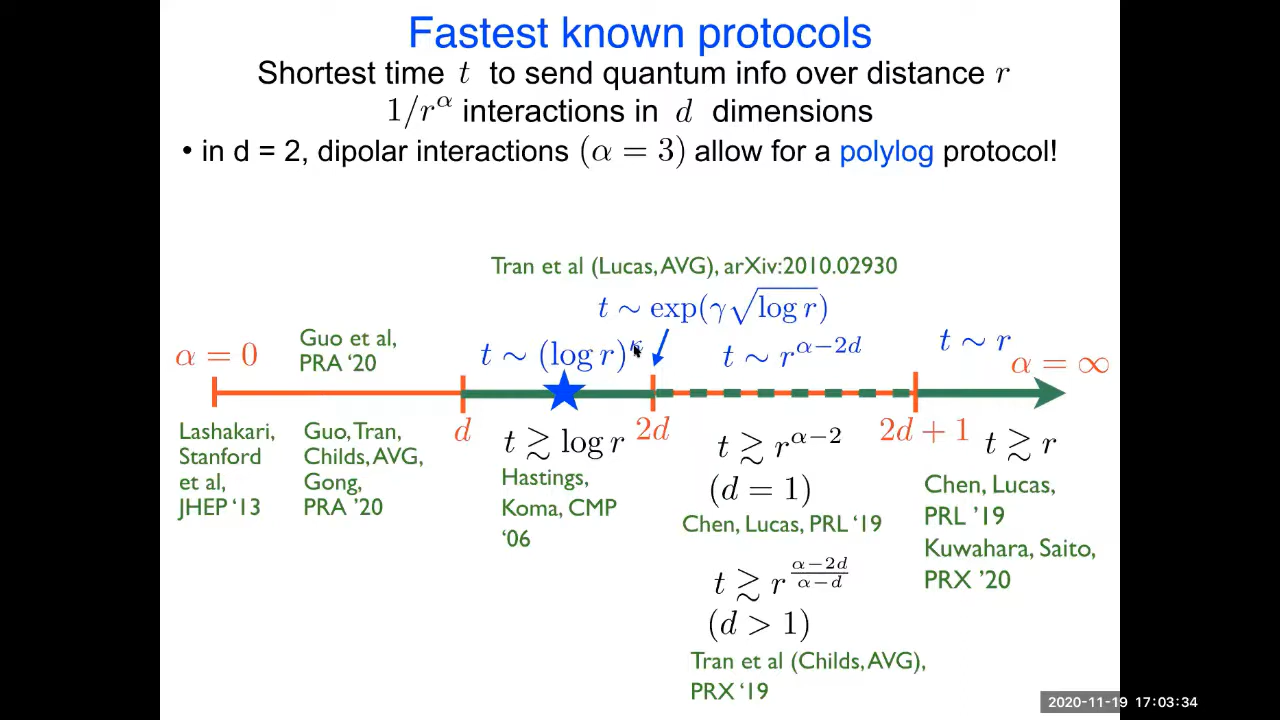 Fastest known protocols
Shortest time t to send quantum info over distance r
1/r^α interactions in d dimensions
• in d = 2, dipolar interactions (α = 3) allow for a polylog protocol!
Tran et al (Lucas, AVG), arXiv:2010.02930
t ∼ exp(γ√log r)
α = 0
Guo et al,
PRA ‘20
t ∼ (log r)^κ
t ∼ r^{α−2d}
t ∼ r
α = ∞
d
2d
2d + 1
Lashakari,
Stanford
et al,
JHEP ‘13
Guo, Tran,
Childs, AVG,
Gong,
PRA ’20
t ≳ log r
Hastings,
Koma, CMP
‘06
t ≳ r^{α−2}
(d = 1)
Chen, Lucas, PRL ‘19
t ≳ r^{\frac{α−2d}{α−d}}
(d > 1)
Tran et al (Childs, AVG),
PRX ‘19
t ≳ r
Chen, Lucas,
PRL ’19
Kuwahara, Saito,
PRX ’20
2020-11-19 17:03:34